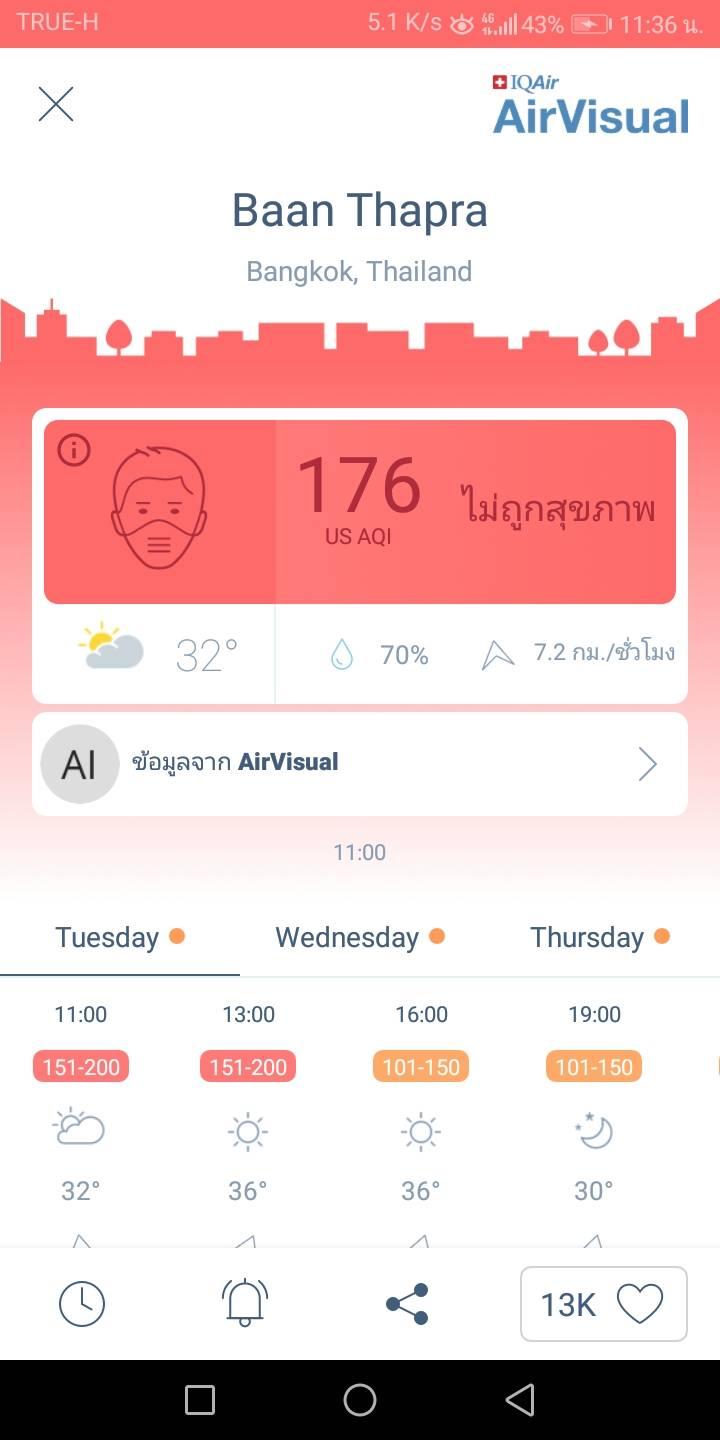 TRUE-H 5.1 K/s 4G 43% 11:36 น.
IQAir
AirVisual
Baan Thapra
Bangkok, Thailand
176 ไม่ถูกสุขภาพ
US AQI
32° 70% 7.2 กม./ชั่วโมง
AI ข้อมูลจาก AirVisual
11:00
Tuesday Wednesday Thursday
11:00 13:00 16:00 19:00
151-200 151-200 101-150 101-150
32° 36° 36° 30°
13K